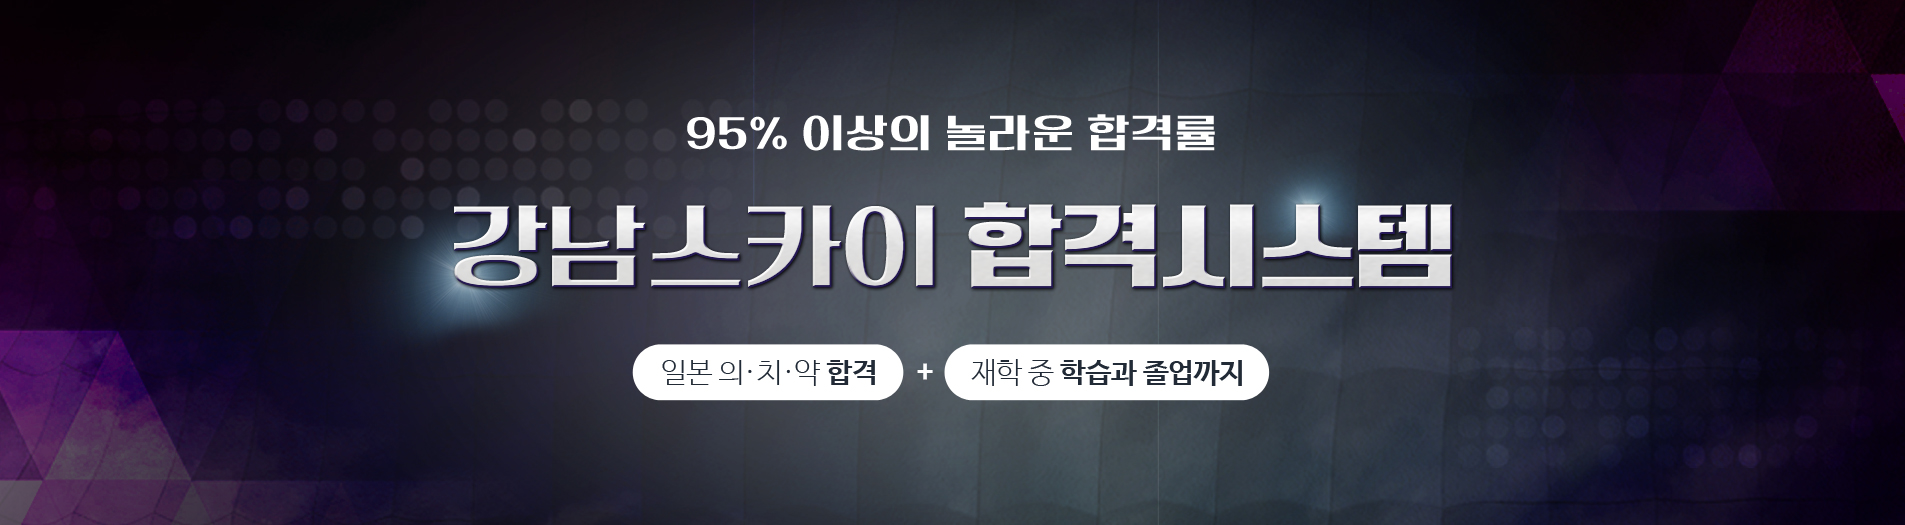 95% 이상의 놀라운 합격률
강남스카이 합격시스템
일본 의·치·약 합격 + 재학 중 학습과 졸업까지